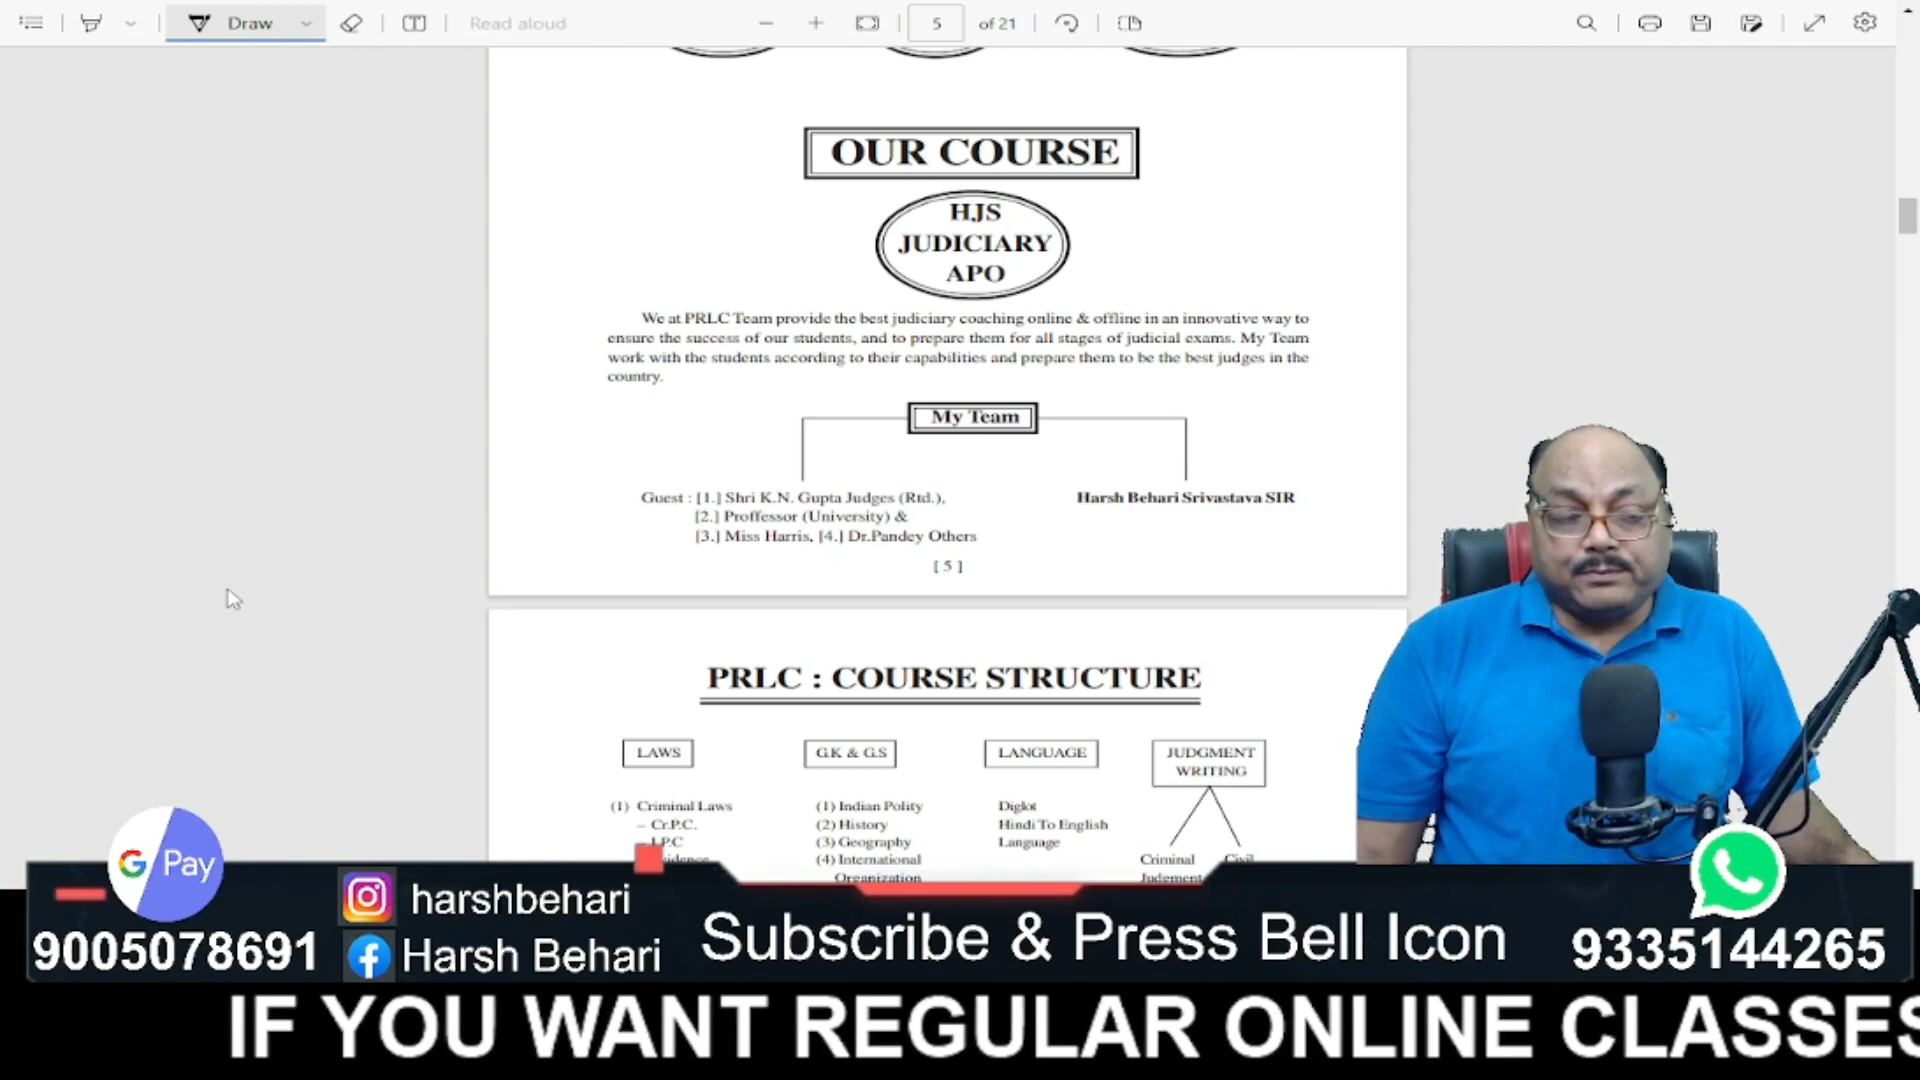 Draw
Read aloud
5
of 21
OUR COURSE
HJS
JUDICIARY
APO
We at PRLC Team provide the best judiciary coaching online & offline in an innovative way to
ensure the success of our students, and to prepare them for all stages of judicial exams. My Team
work with the students according to their capabilities and prepare them to be the best judges in the
country.
My Team
Guest : [1.] Shri K.N. Gupta Judges (Rtd.),
[2.] Proffessor (University) &
[3.] Miss Harris, [4.] Dr.Pandey Others
Harsh Behari Srivastava SIR
[ 5 ]
PRLC : COURSE STRUCTURE
LAWS
(1) Criminal Laws
– Cr.P.C.
– I.P.C
G.K & G.S
(1) Indian Polity
(2) History
(3) Geography
(4) International
Organization
LANGUAGE
Diglot
Hindi To English
Language
JUDGMENT
WRITING
Criminal
Judement
Civil
G Pay
9005078691
harshbehari
Harsh Behari
Subscribe & Press Bell Icon
9335144265
IF YOU WANT REGULAR ONLINE CLASSES